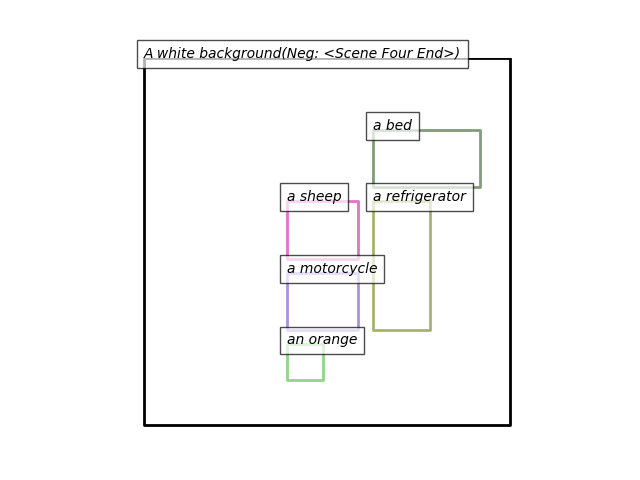 A white background(Neg: <Scene Four End>)
a bed
a sheep
a refrigerator
a motorcycle
an orange